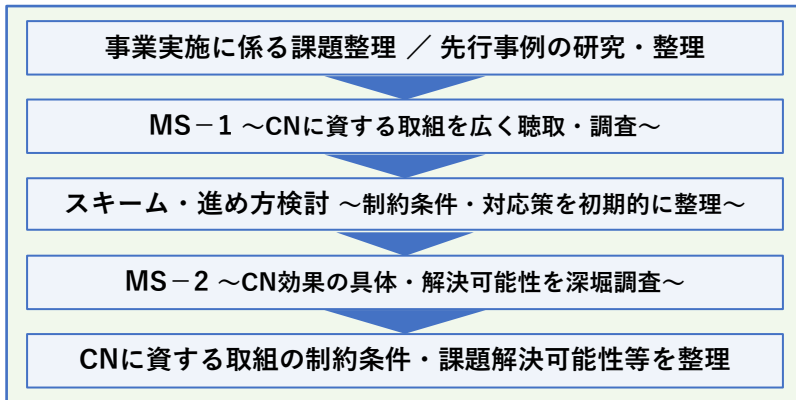 事業実施に係る課題整理 ／ 先行事例の研究・整理
MS－1 ～CNに資する取組を広く聴取・調査～
スキーム・進め方検討 ～制約条件・対応策を初期的に整理～
MS－2 ～CN効果の具体・解決可能性を深堀調査～
CNに資する取組の制約条件・課題解決可能性等を整理